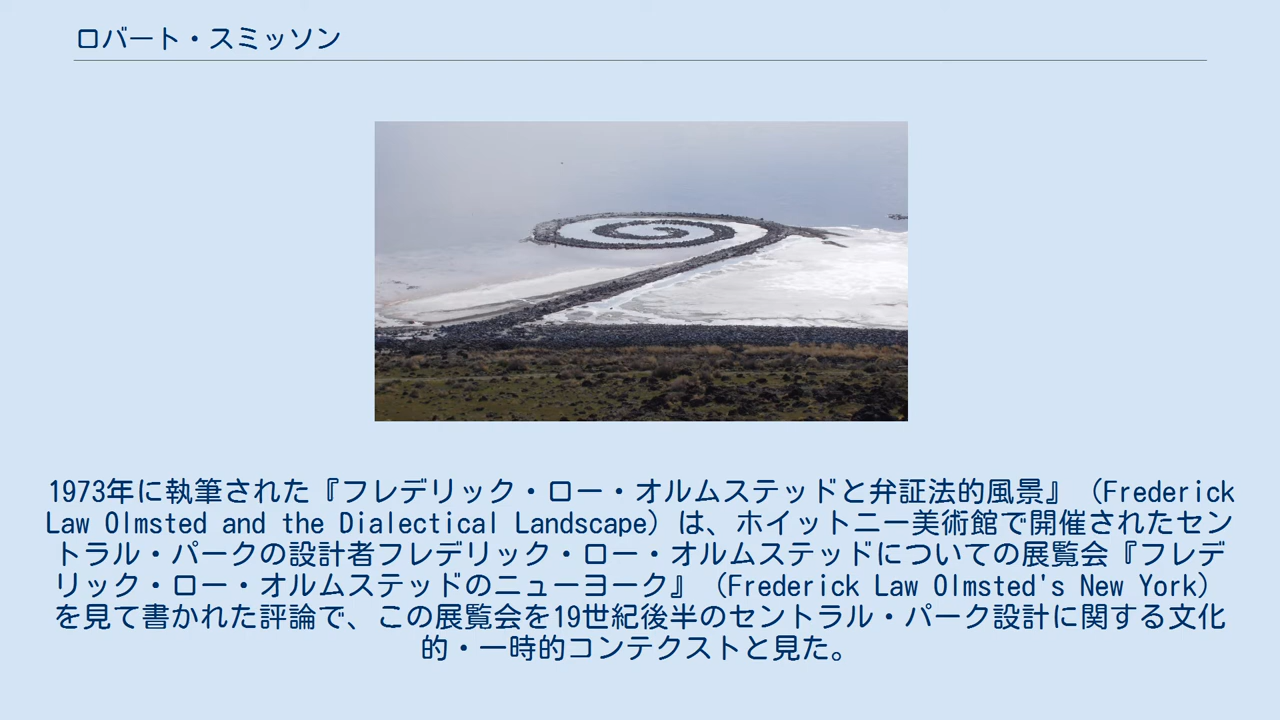 ロバート・スミッソン
1973年に執筆された『フレデリック・ロー・オルムステッドと弁証法的風景』（Frederick
Law Olmsted and the Dialectical Landscape）は、ホイットニー美術館で開催されたセン
トラル・パークの設計者フレデリック・ロー・オルムステッドについての展覧会『フレデ
リック・ロー・オルムステッドのニューヨーク』（Frederick Law Olmsted's New York）
を見て書かれた評論で、この展覧会を19世紀後半のセントラル・パーク設計に関する文化
的・一時的コンテクストと見た。